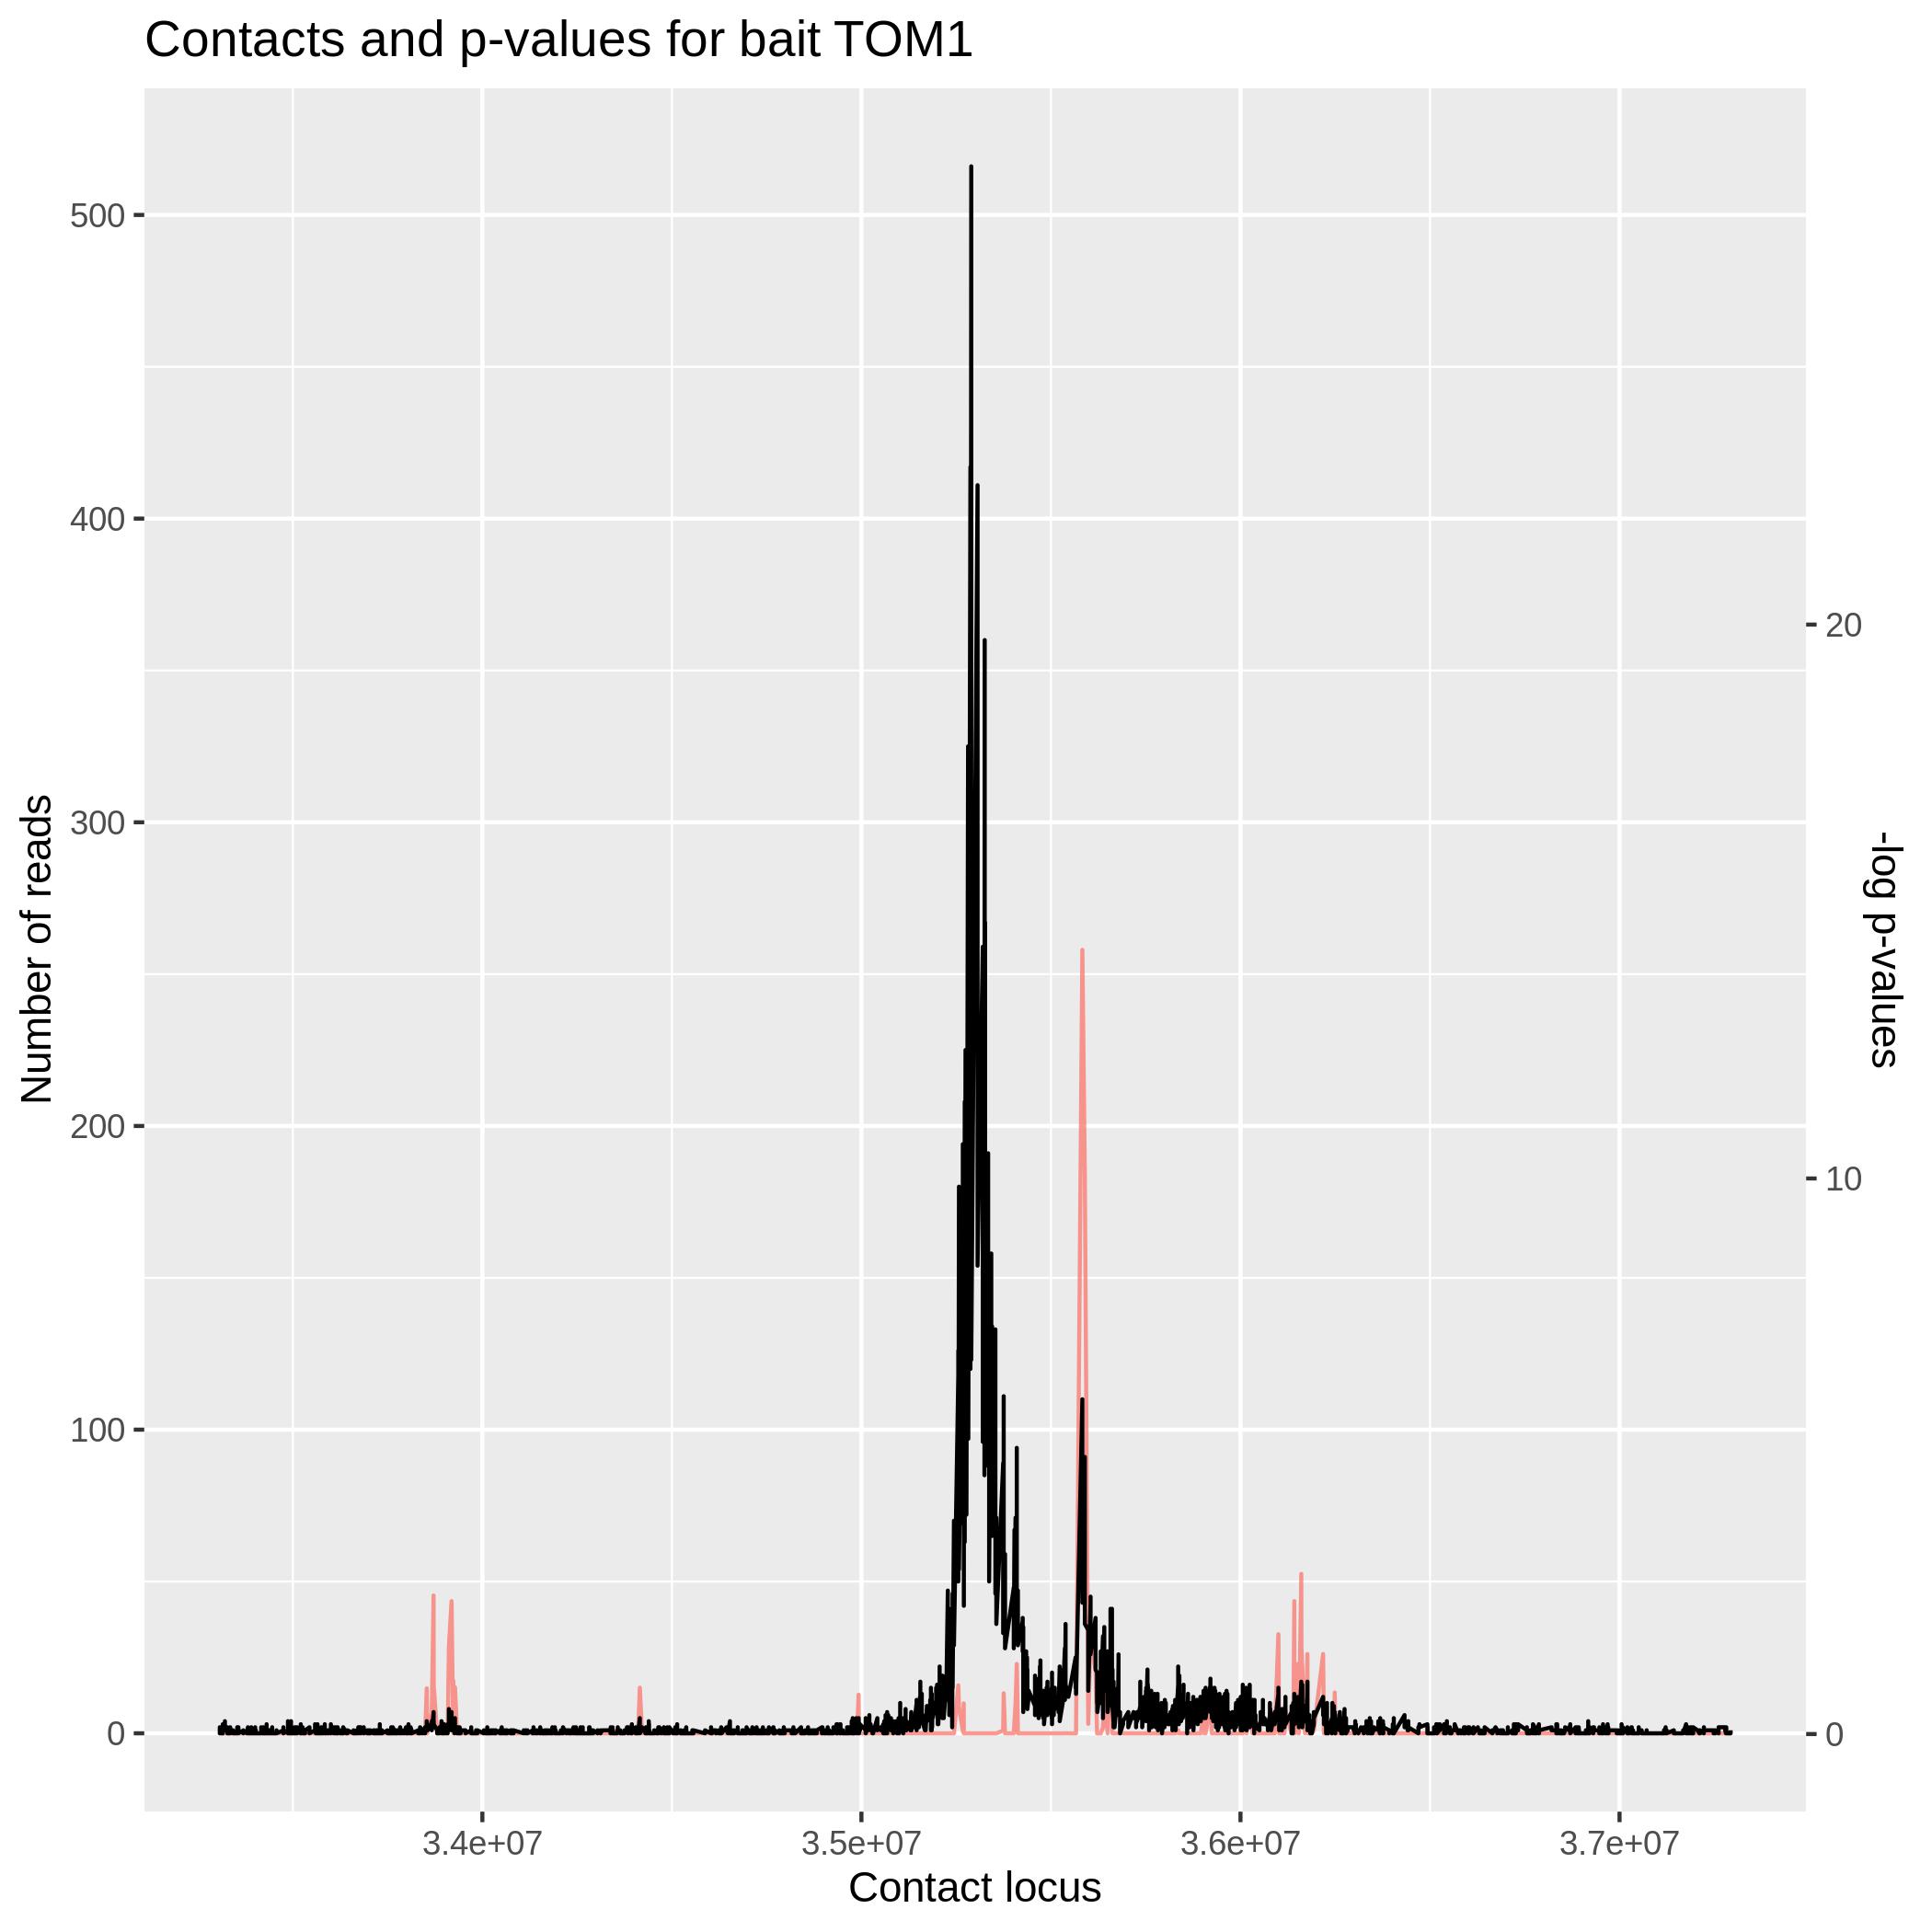 Contacts and p-values for bait TOM1
500
400
300
200
100
0
Number of reads
20
10
0
-log p-values
3.4e+07
3.5e+07
3.6e+07
3.7e+07
Contact locus